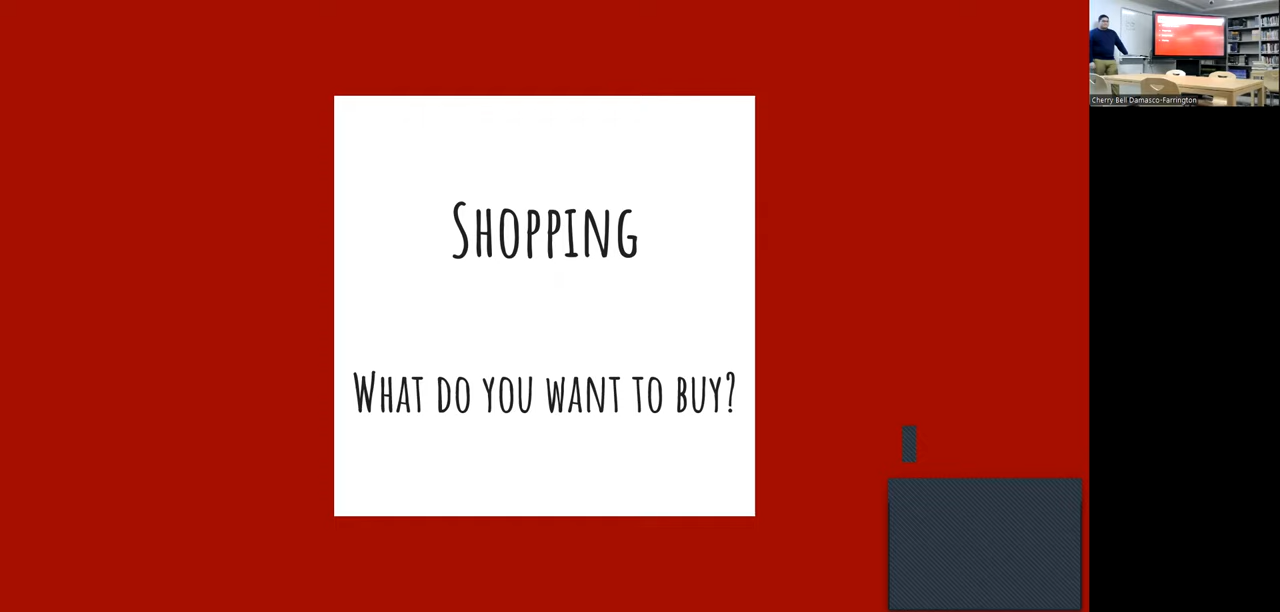 Shopping
What do you want to buy?
Cherry Bell Damasco-Farrington